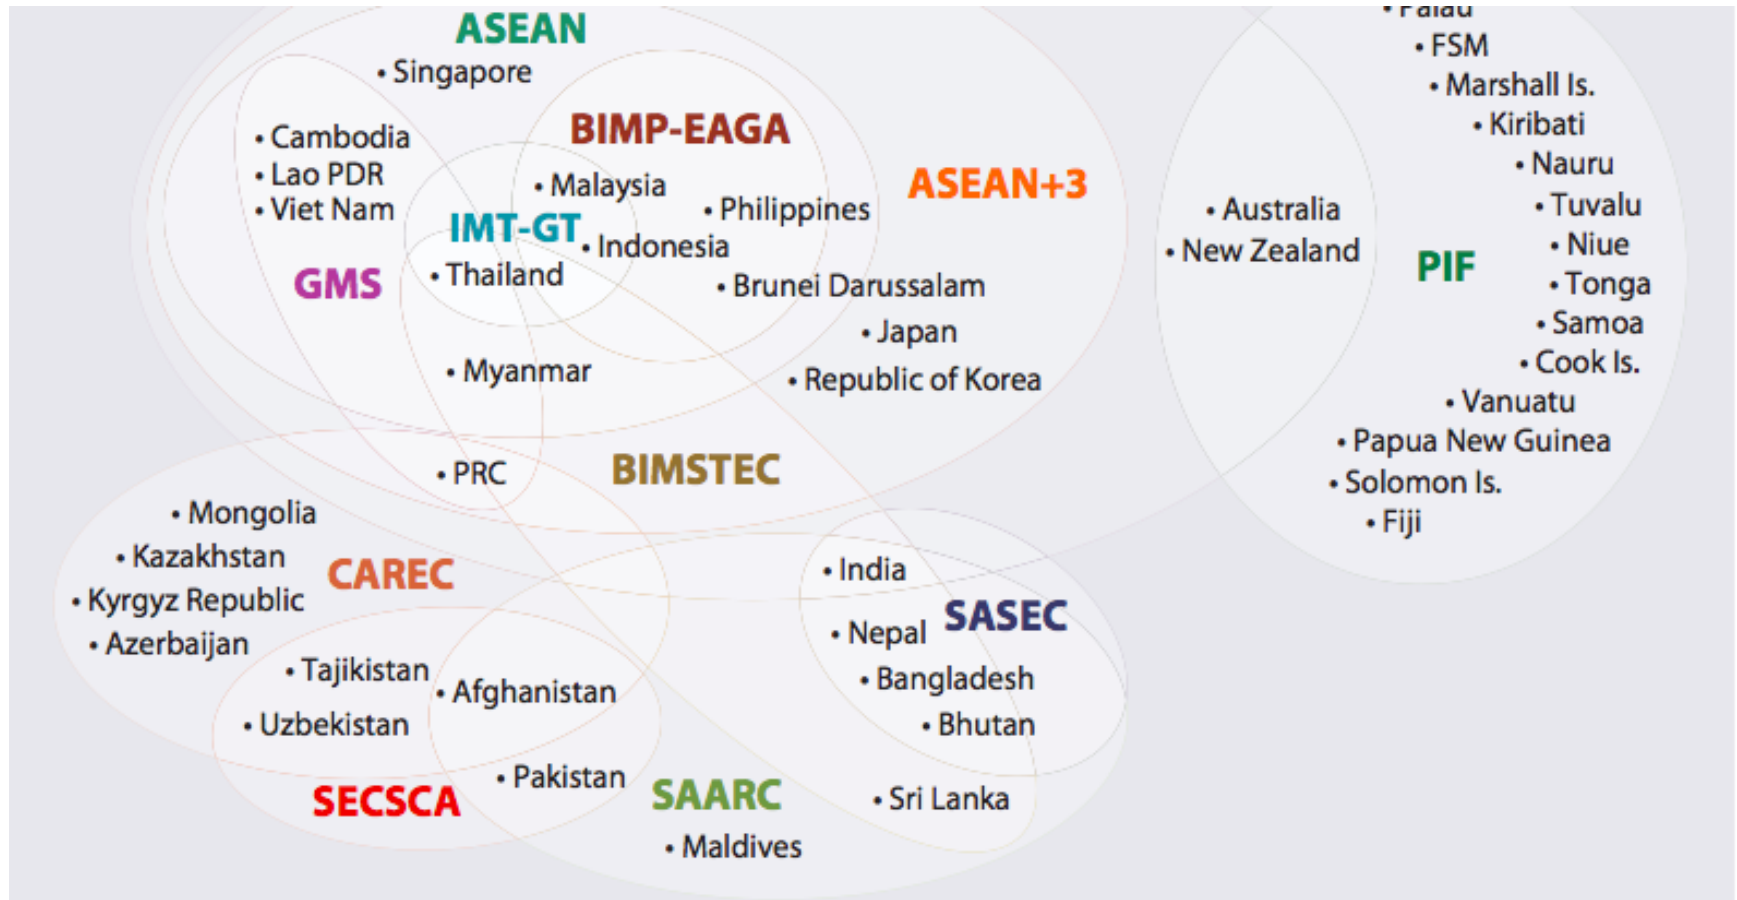 ASEAN
• Singapore
BIMP-EAGA
• Cambodia
• Lao PDR
• Viet Nam
• Malaysia
• Philippines
IMT-GT
• Indonesia
• Thailand
GMS
• Brunei Darussalam
ASEAN+3
• Japan
• Republic of Korea
• Myanmar
• PRC
BIMSTEC
• Australia
• New Zealand
PIF
• Palau
• FSM
• Marshall Is.
• Kiribati
• Nauru
• Tuvalu
• Niue
• Tonga
• Samoa
• Cook Is.
• Vanuatu
• Papua New Guinea
• Solomon Is.
• Fiji
• Mongolia
• Kazakhstan
• Kyrgyz Republic
• Azerbaijan
CAREC
• Tajikistan
• Uzbekistan
• Afghanistan
• Pakistan
SECSCA
SAARC
• Maldives
• India
• Nepal
SASEC
• Bangladesh
• Bhutan
• Sri Lanka